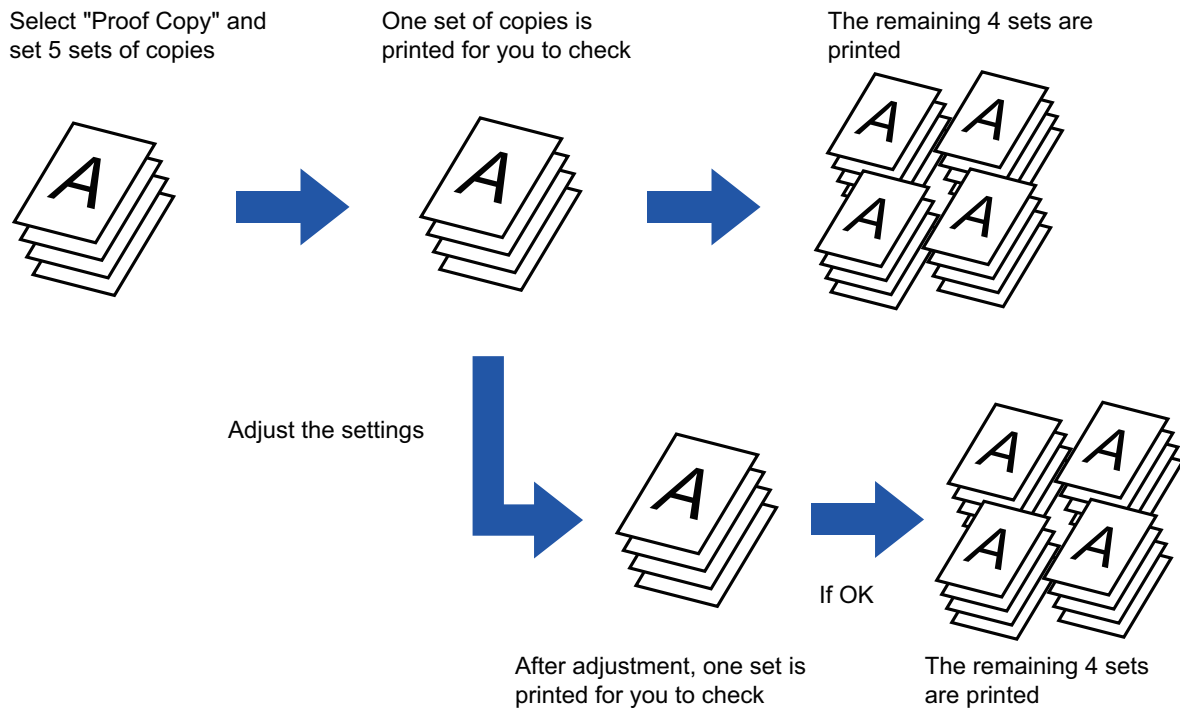 Select "Proof Copy" and
set 5 sets of copies
One set of copies is
printed for you to check
The remaining 4 sets are
printed
A
A
A
A
A
A
Adjust the settings
A
A
A
A
A
If OK
After adjustment, one set is
printed for you to check
The remaining 4 sets
are printed